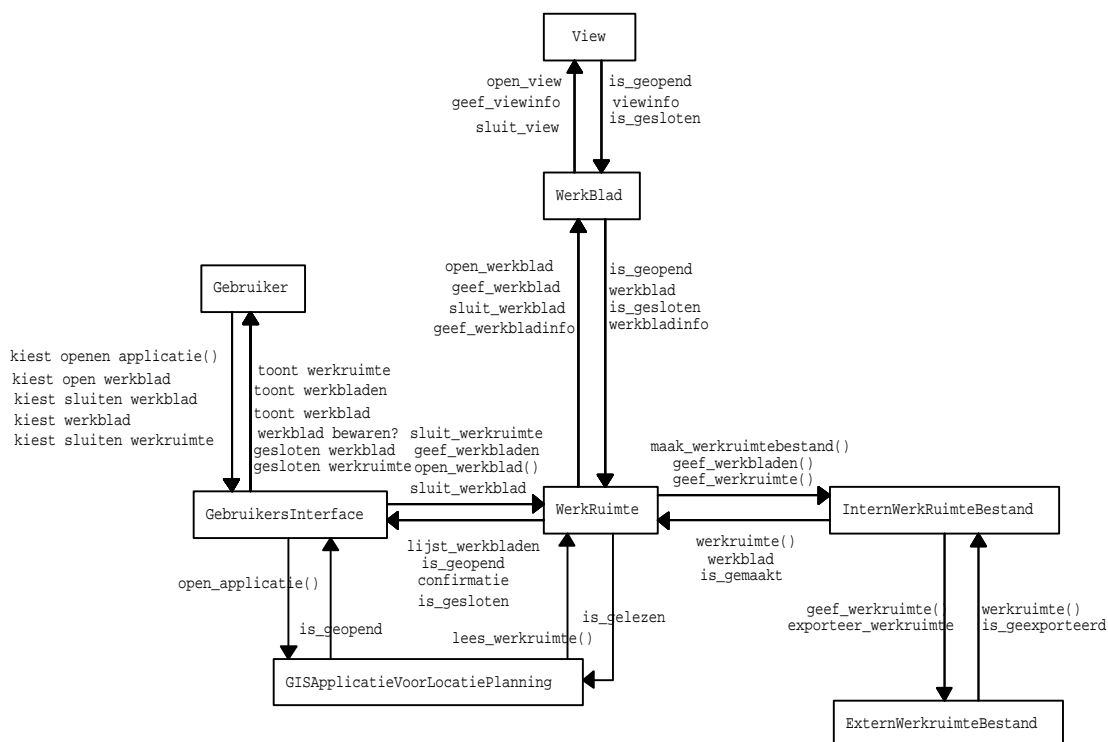 View
open_view
geef_viewinfo
sluit_view
is_geopend
viewinfo
is_gesloten
WerkBlad
open_werkblad
geef_werkblad
sluit_werkblad
geef_werkbladinfo
is_geopend
werkblad
is_gesloten
werkbladinfo
Gebruiker
kiest openen applicatie()
kiest open werkblad
kiest sluiten werkblad
kiest werkblad
kiest sluiten werkruimte
toont werkruimte
toont werkbladen
toont werkblad
werkblad bewaren?
gesloten werkblad
gesloten werkruimte
sluit_werkruimte
geef_werkbladen
open_werkblad()
sluit_werkblad
maak_werkruimtebestand()
geef_werkbladen()
geef_werkruimte()
GebruikersInterface
WerkRuimte
InternWerkRuimteBestand
lijst_werkbladen
is_geopend
confirmatie
is_gesloten
werkruimte()
werkblad
is_gemaakt
open_applicatie()
is_geopend
lees_werkruimte()
is_gelezen
geef_werkruimte()
exporteer_werkruimte
werkruimte()
is_geexporteerd
GISApplicatieVoorLocatiePlanning
ExternWerkruimteBestand